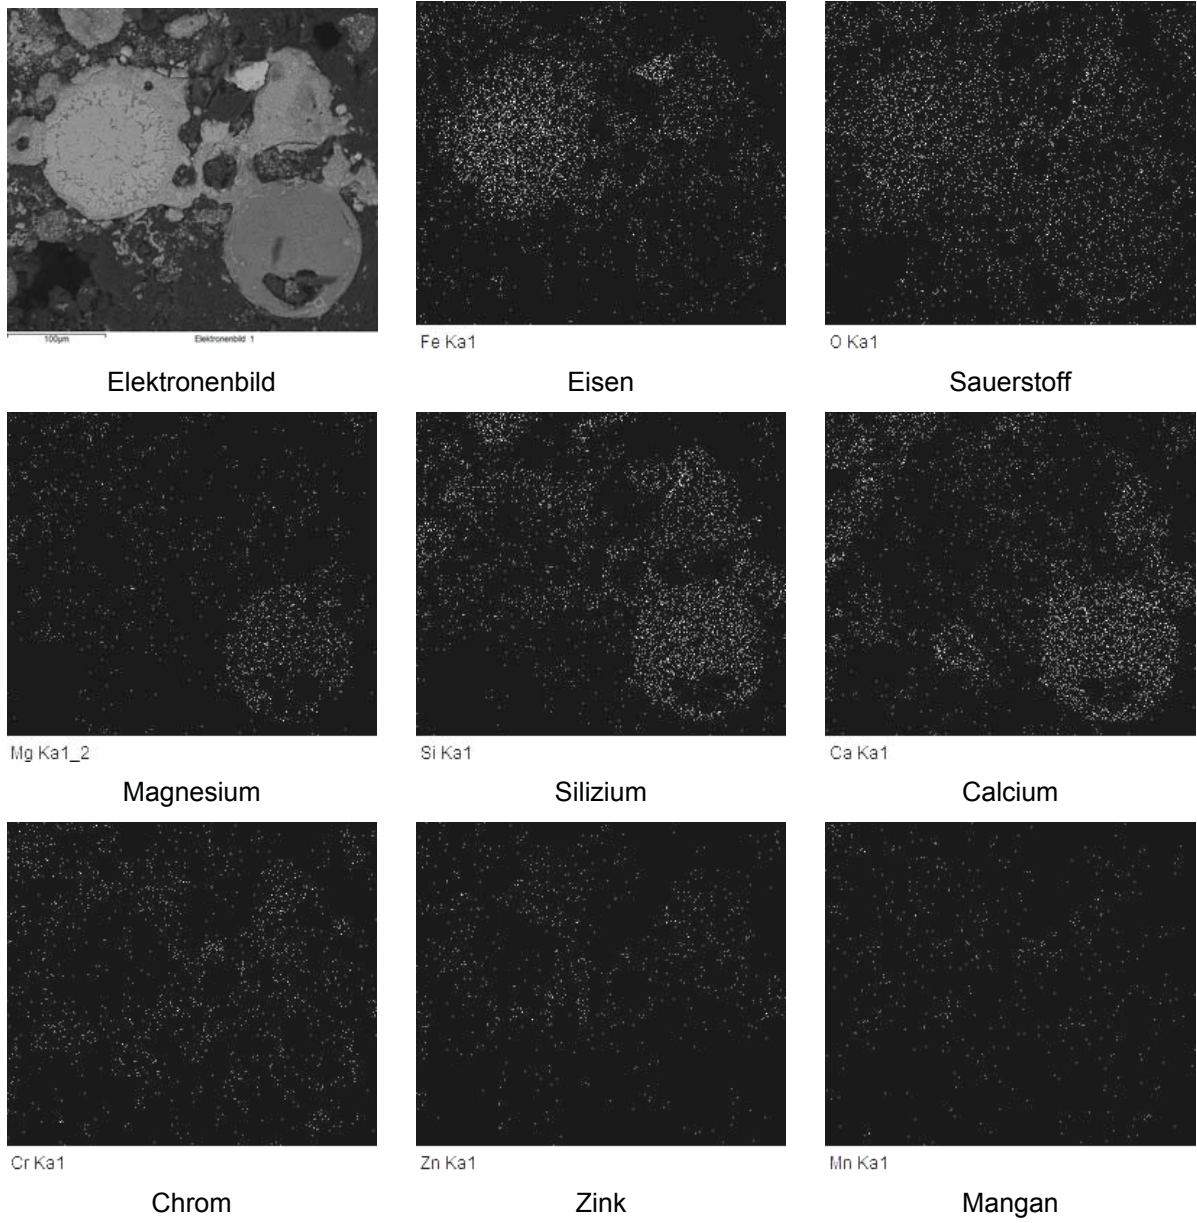 100µm Elektronenbild 1
Fe Ka1
O Ka1
Elektronenbild
Eisen
Sauerstoff
Mg Ka1_2
Si Ka1
Ca Ka1
Magnesium
Silizium
Calcium
Cr Ka1
Zn Ka1
Mn Ka1
Chrom
Zink
Mangan